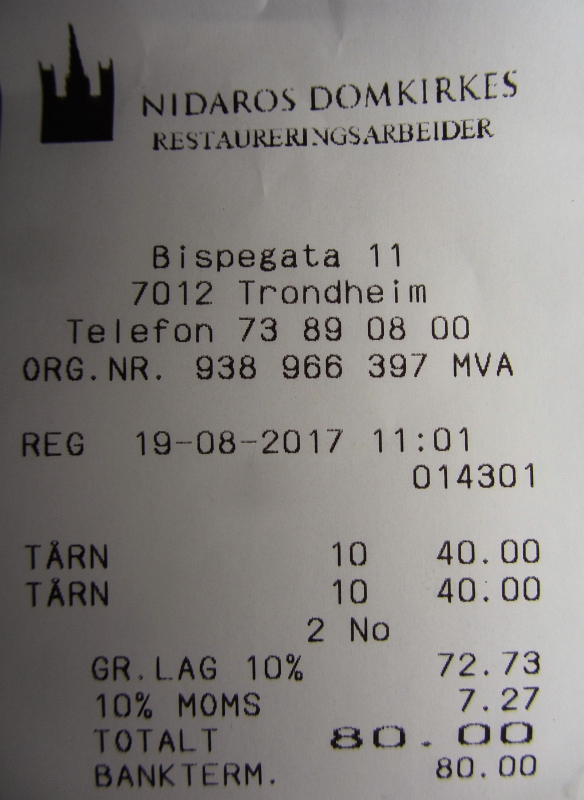 NIDAROS DOMKIRKES
RESTAURERINGSARBEIDER
Bispegata 11
7012 Trondheim
Telefon 73 89 08 00
ORG.NR. 938 966 397 MVA
REG 19-08-2017 11:01
014301
TÅRN 10 40.00
TÅRN 10 40.00
2 No
GR.LAG 10% 72.73
10% MOMS 7.27
TOTALT 80.00
BANKTERM. 80.00